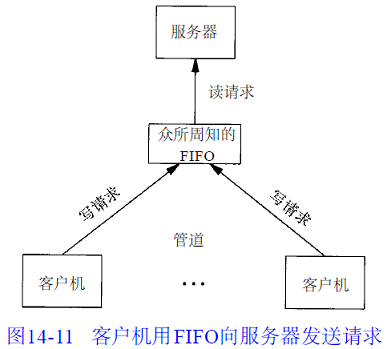 服务器
读请求
众所周知的
FIFO
写请求
写请求
管道
客户机
...
客户机
图14-11 客户机用FIFO向服务器发送请求